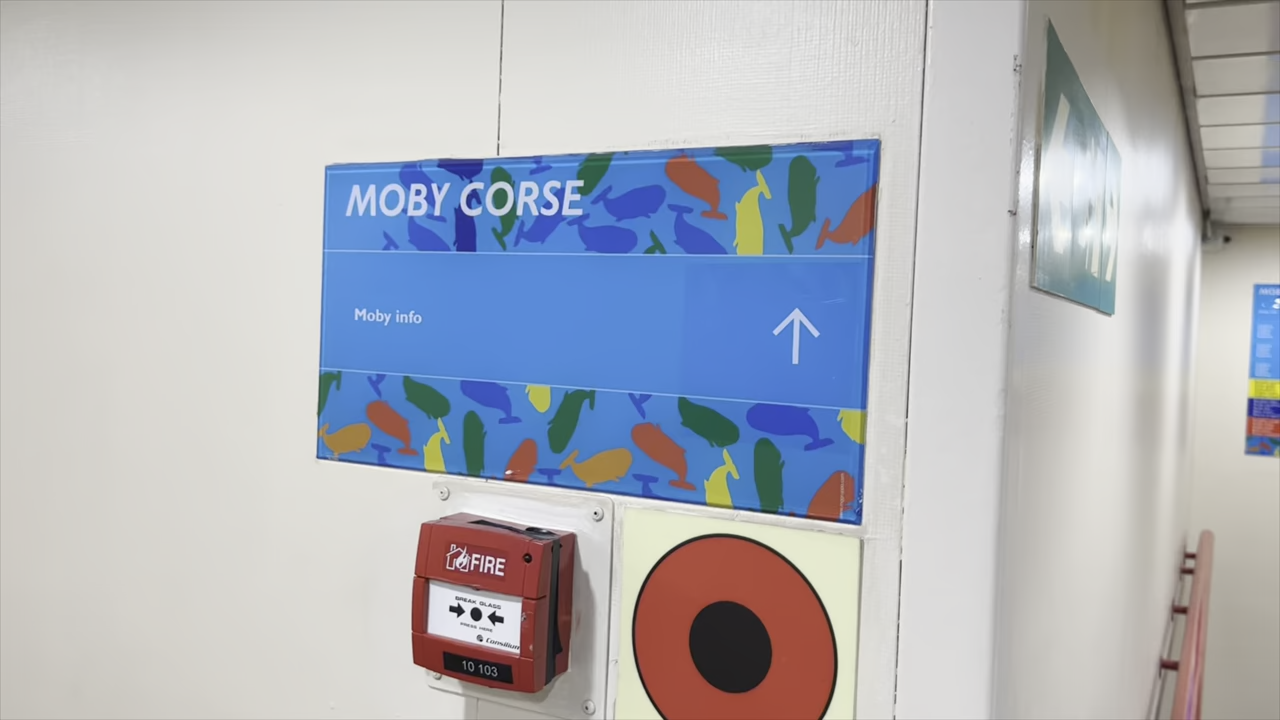 MOBY CORSE
Moby info
FIRE
BREAK GLASS
PRESS HERE
Consilium
10 103